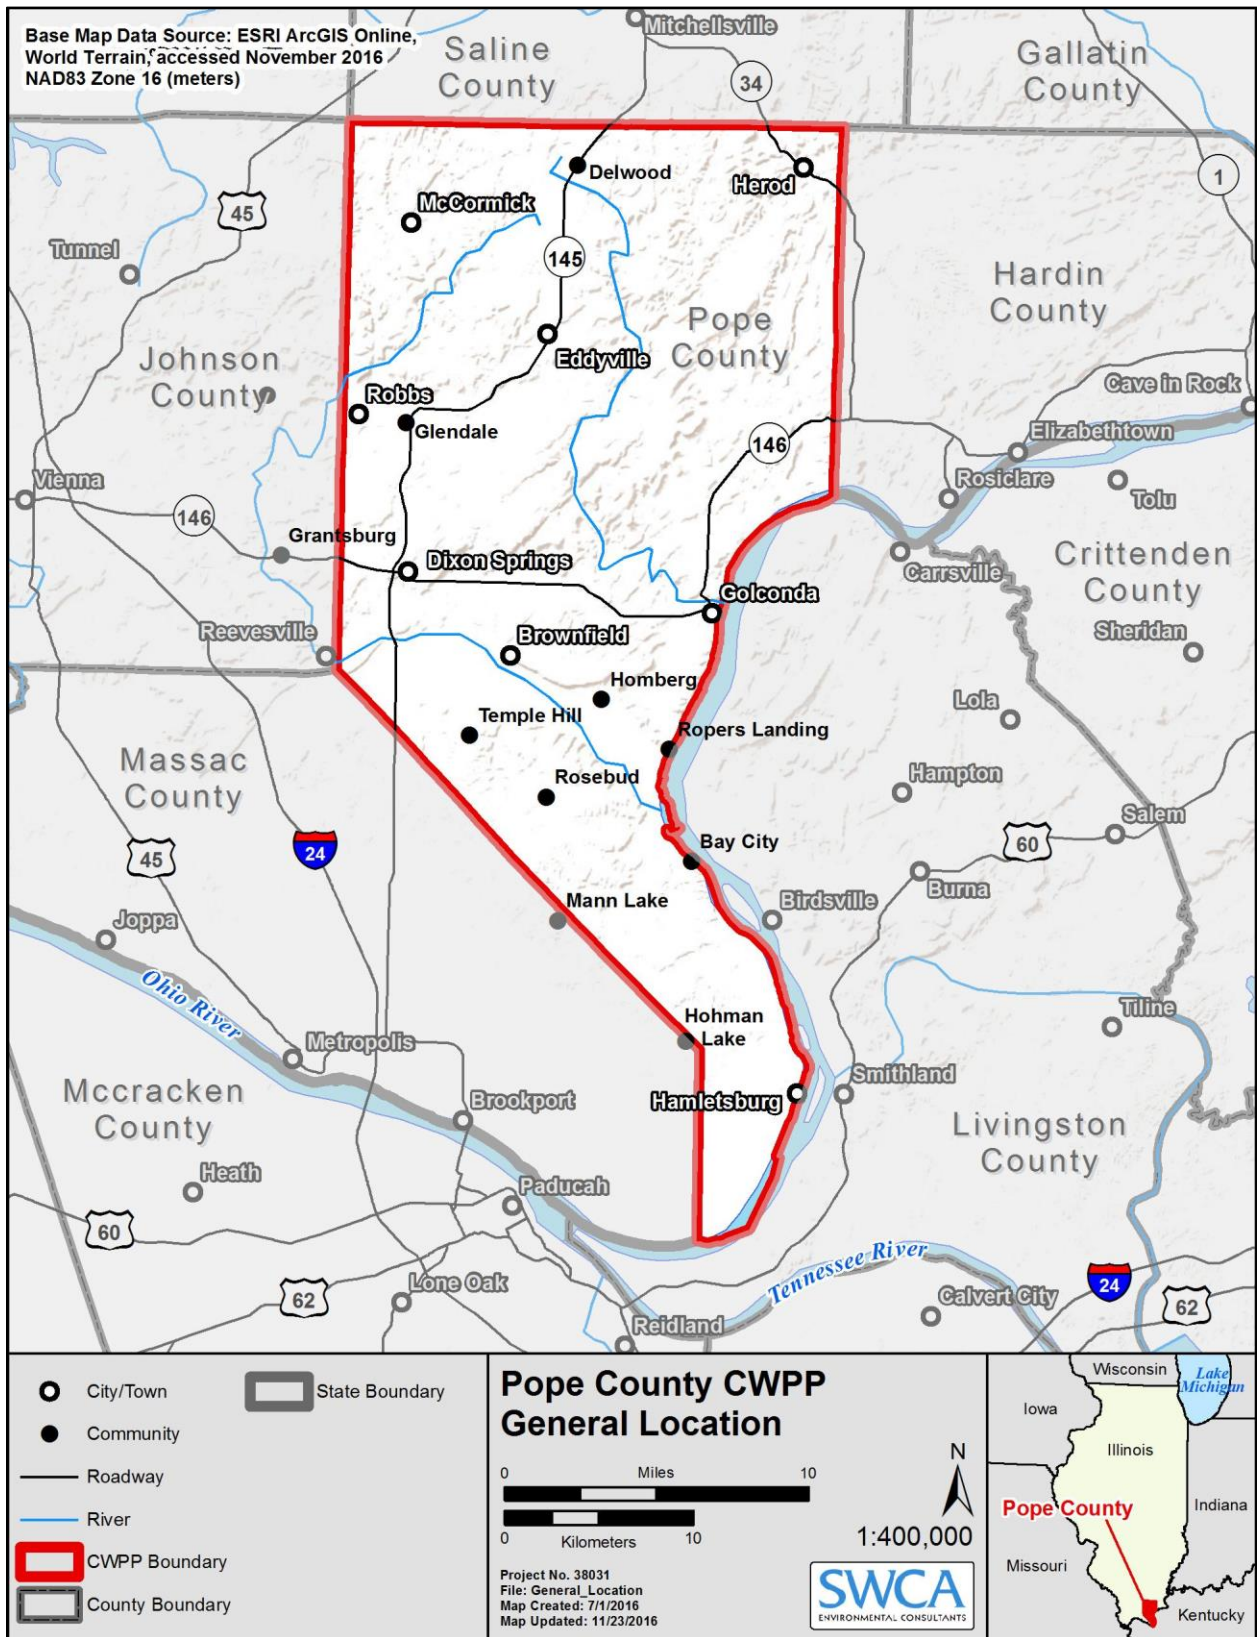 Base Map Data Source: ESRI ArcGIS Online,
World Terrain, accessed November 2016
NAD83 Zone 16 (meters)
Mitchellsville
Saline
County
Gallatin
County
34
1
Delwood
Herod
McCormick
45
145
Tunnel
Hardin
County
Pope
County
Eddyville
Johnson
County
Robbs
Glendale
Cave in Rock
Elizabethtown
146
Rosiclare
Tolu
Vienna
146
Grantsburg
Dixon Springs
Carrsville
Crittenden
County
Golconda
Sheridan
Reevesville
Brownfield
Homberg
Lola
Temple Hill
Ropers Landing
Massac
County
Rosebud
Hampton
Salem
24
45
Bay City
60
Burna
Mann Lake
Birdsville
Joppa
Ohio River
Hohman
Lake
Tiline
Metropolis
Smithland
Hamletsburg
Mccracken
County
Brookport
Livingston
County
Heath
Paducah
60
Tennessee River
24
Lone Oak
62
Calvert City
62
Reidland
City/Town
State Boundary
Community
Roadway
River
CWPP Boundary
County Boundary
Pope County CWPP
General Location
0 Miles 10
0 Kilometers 10
N
1:400,000
Project No. 38031
File: General_Location
Map Created: 7/1/2016
Map Updated: 11/23/2016
SWCA
ENVIRONMENTAL CONSULTANTS
Wisconsin
Lake
Michigan
Iowa
Illinois
Indiana
Pope County
Missouri
Kentucky